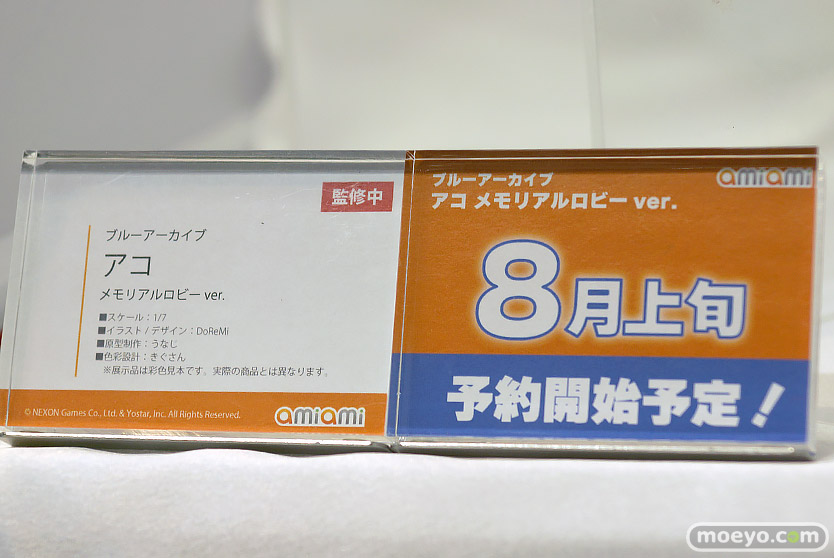 監修中
ブルーアーカイブ
アコ
メモリアルロビー ver.
■スケール：1/7
■イラスト / デザイン：DoReMi
■原型制作：うなじ
■色彩設計：きぐさん
※展示品は彩色見本です。実際の商品とは異なります。
© NEXON Games Co., Ltd. & Yostar, Inc. All Rights Reserved.
amiami
amiami
ブルーアーカイブ
アコ メモリアルロビー ver.
8月上旬
予約開始予定！
moeyo.com